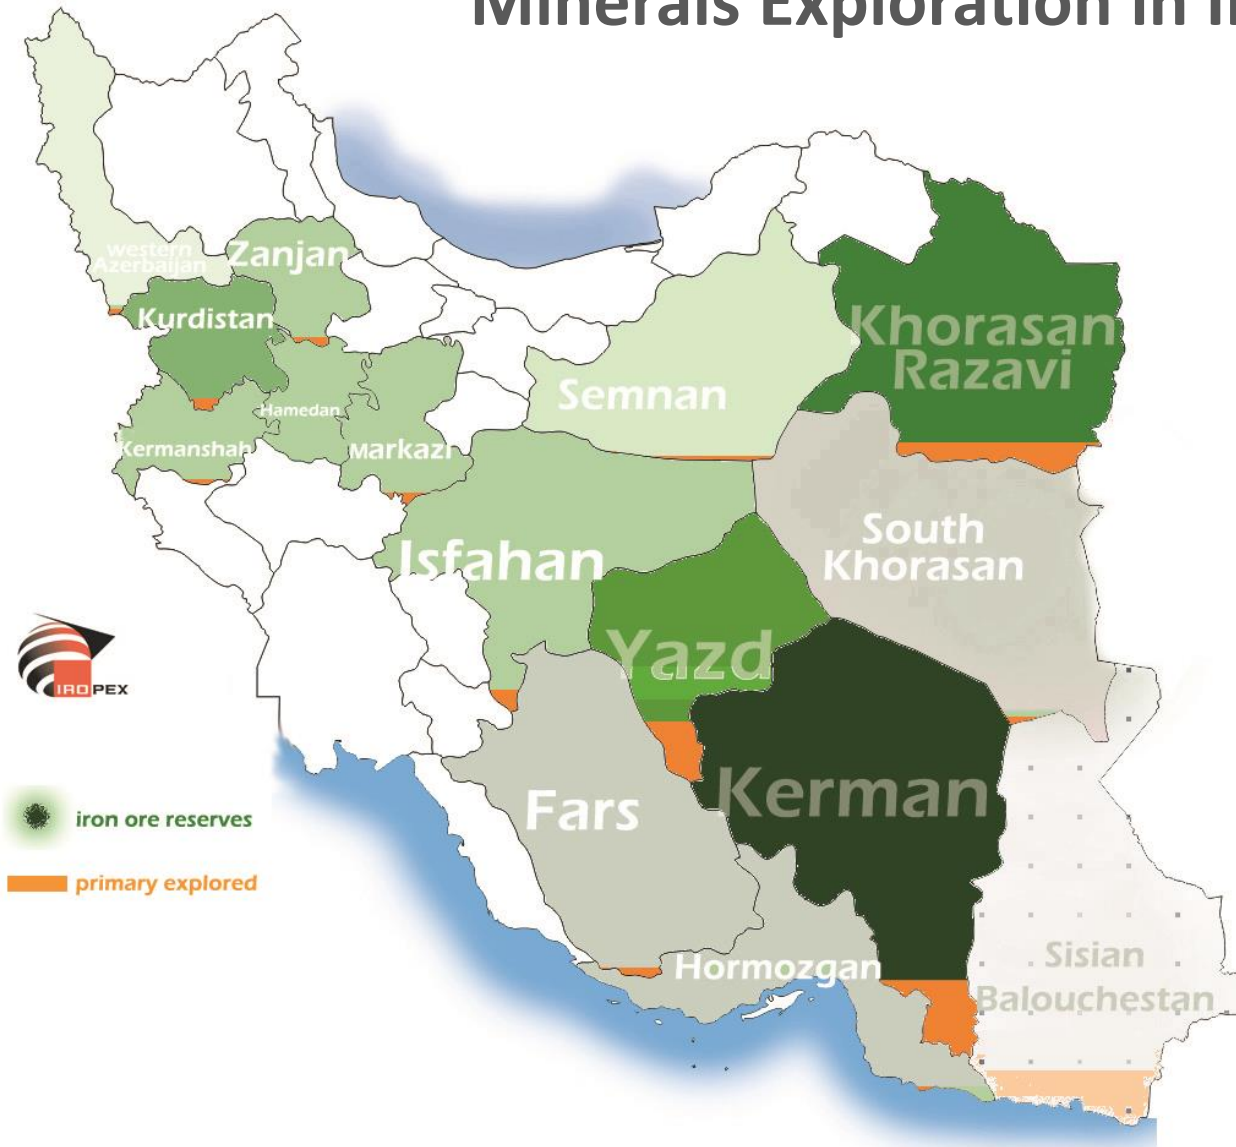 Minerals Exploration in
western
Azerbaijan
Zanjan
Kurdistan
Khorasan
Razavi
Semnan
Hamedan
Kermanshah
Markazi
South
Khorasan
Isfahan
Yazd
IROPEX
Kerman
Fars
iron ore reserves
primary explored
Sisian
Hormozgan
Balouchestan